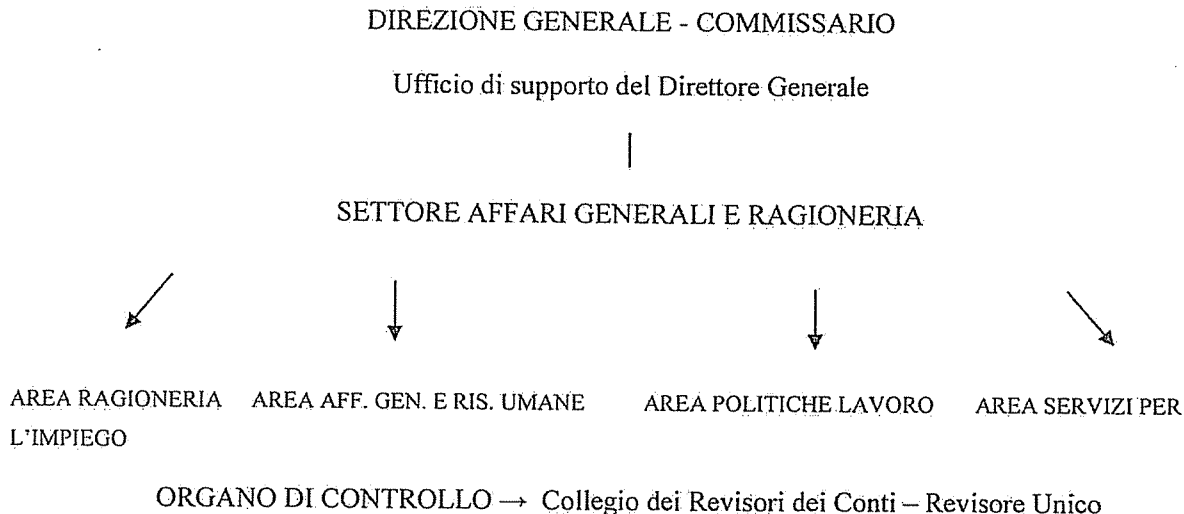 DIREZIONE GENERALE - COMMISSARIO
Ufficio di supporto del Direttore Generale
SETTORE AFFARI GENERALI E RAGIONERIA
AREA RAGIONERIA AREA AFF. GEN. E RIS. UMANE AREA POLITICHE LAVORO AREA SERVIZI PER
L'IMPIEGO
ORGANO DI CONTROLLO → Collegio dei Revisori dei Conti – Revisore Unico